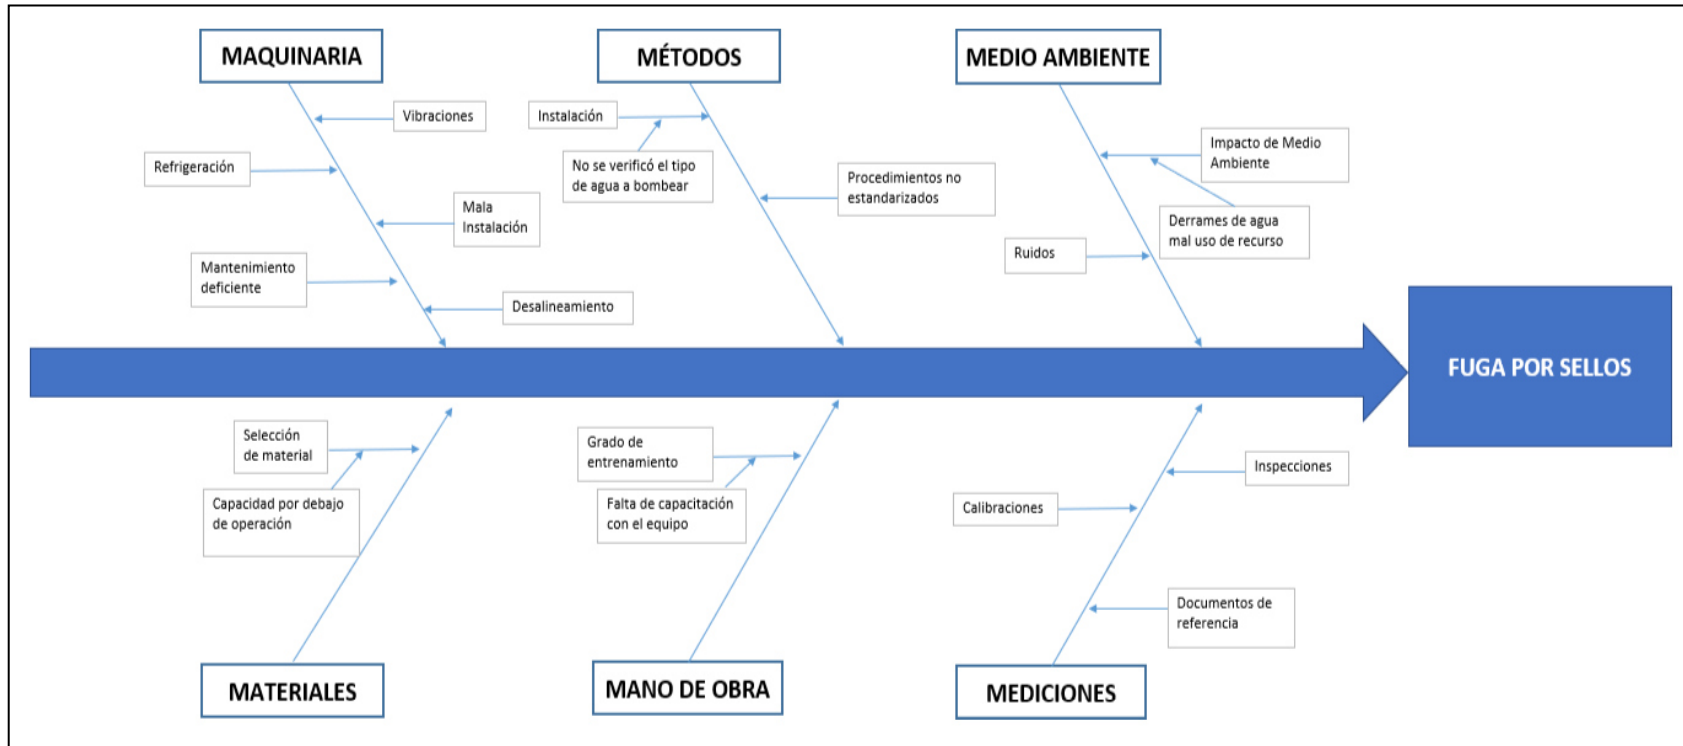 MAQUINARIA
MÉTODOS
MEDIO AMBIENTE
Vibraciones
Instalación
Impacto de Medio
Ambiente
Refrigeración
No se verificó el tipo
de agua a bombear
Procedimientos no
estandarizados
Mala
Instalación
Derrames de agua
mal uso de recurso
Ruidos
Mantenimiento
deficiente
Desalineamiento
FUGA POR SELLOS
Selección
de material
Grado de
entrenamiento
Inspecciones
Capacidad por debajo
de operación
Falta de capacitación
con el equipo
Calibraciones
Documentos de
referencia
MATERIALES
MANO DE OBRA
MEDICIONES